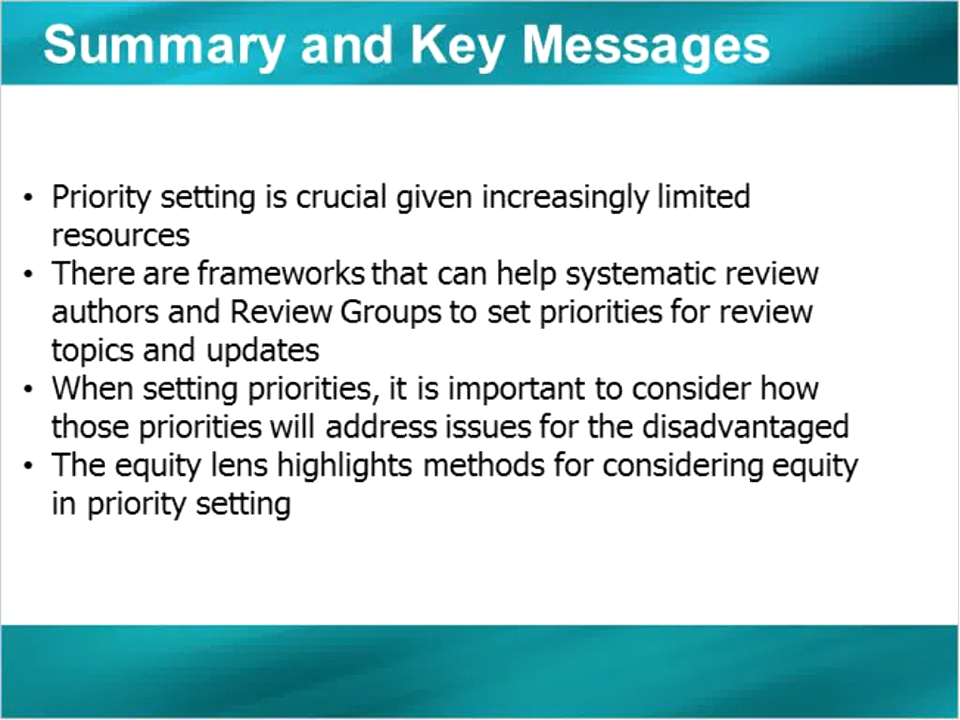 Summary and Key Messages
• Priority setting is crucial given increasingly limited
resources
• There are frameworks that can help systematic review
authors and Review Groups to set priorities for review
topics and updates
• When setting priorities, it is important to consider how
those priorities will address issues for the disadvantaged
• The equity lens highlights methods for considering equity
in priority setting